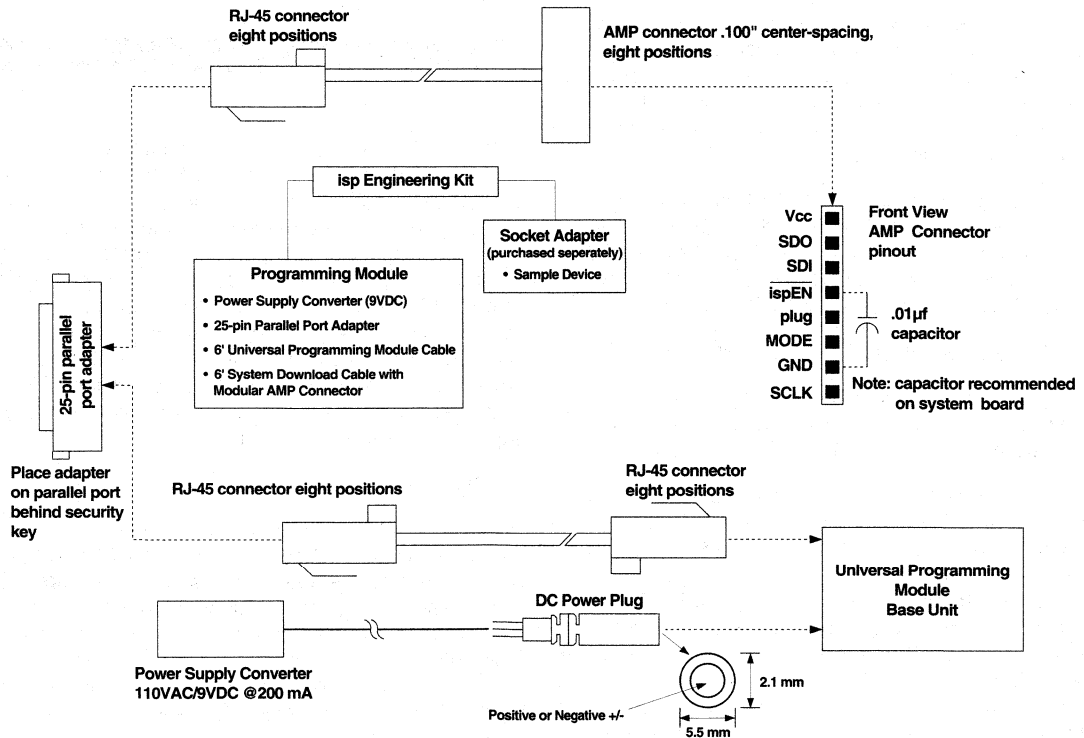 RJ-45 connector
eight positions
AMP connector .100" center-spacing,
eight positions
isp Engineering Kit
Programming Module
• Power Supply Converter (9VDC)
• 25-pin Parallel Port Adapter
• 6' Universal Programming Module Cable
• 6' System Download Cable with
Modular AMP Connector
Socket Adapter
(purchased seperately)
• Sample Device
Vcc
SDO
SDI
ispEN
plug
MODE
GND
SCLK
Front View
AMP Connector
pinout
.01µf
capacitor
Note: capacitor recommended
on system board
25-pin parallel
port adapter
Place adapter
on parallel port
behind security
key
RJ-45 connector eight positions
RJ-45 connector
eight positions
Universal Programming
Module
Base Unit
DC Power Plug
Power Supply Converter
110VAC/9VDC @200 mA
Positive or Negative +/-
2.1 mm
5.5 mm